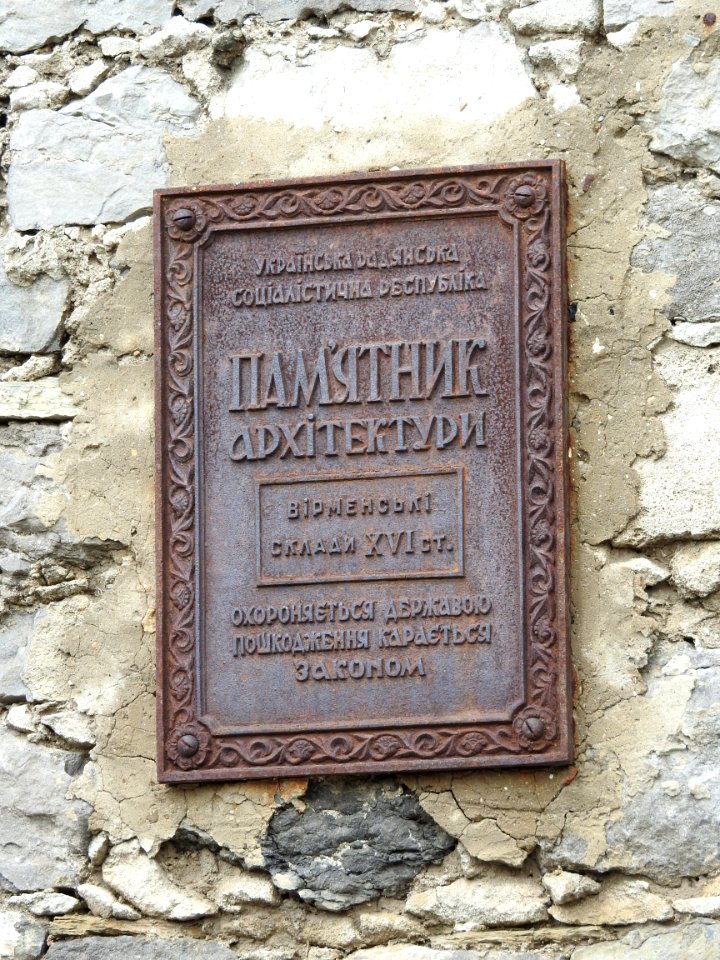 УКРАЇНСЬКА РАДЯНСЬКА
СОЦІАЛІСТИЧНА РЕСПУБЛІКА
ПАМ'ЯТНИК
АРХІТЕКТУРИ
ВІРМЕНСЬКІ
СКЛАДИ XVI СТ.
ОХОРОНЯЄТЬСЯ ДЕРЖАВОЮ
ПОШКОДЖЕННЯ КАРАЄТЬСЯ
ЗАКОНОМ